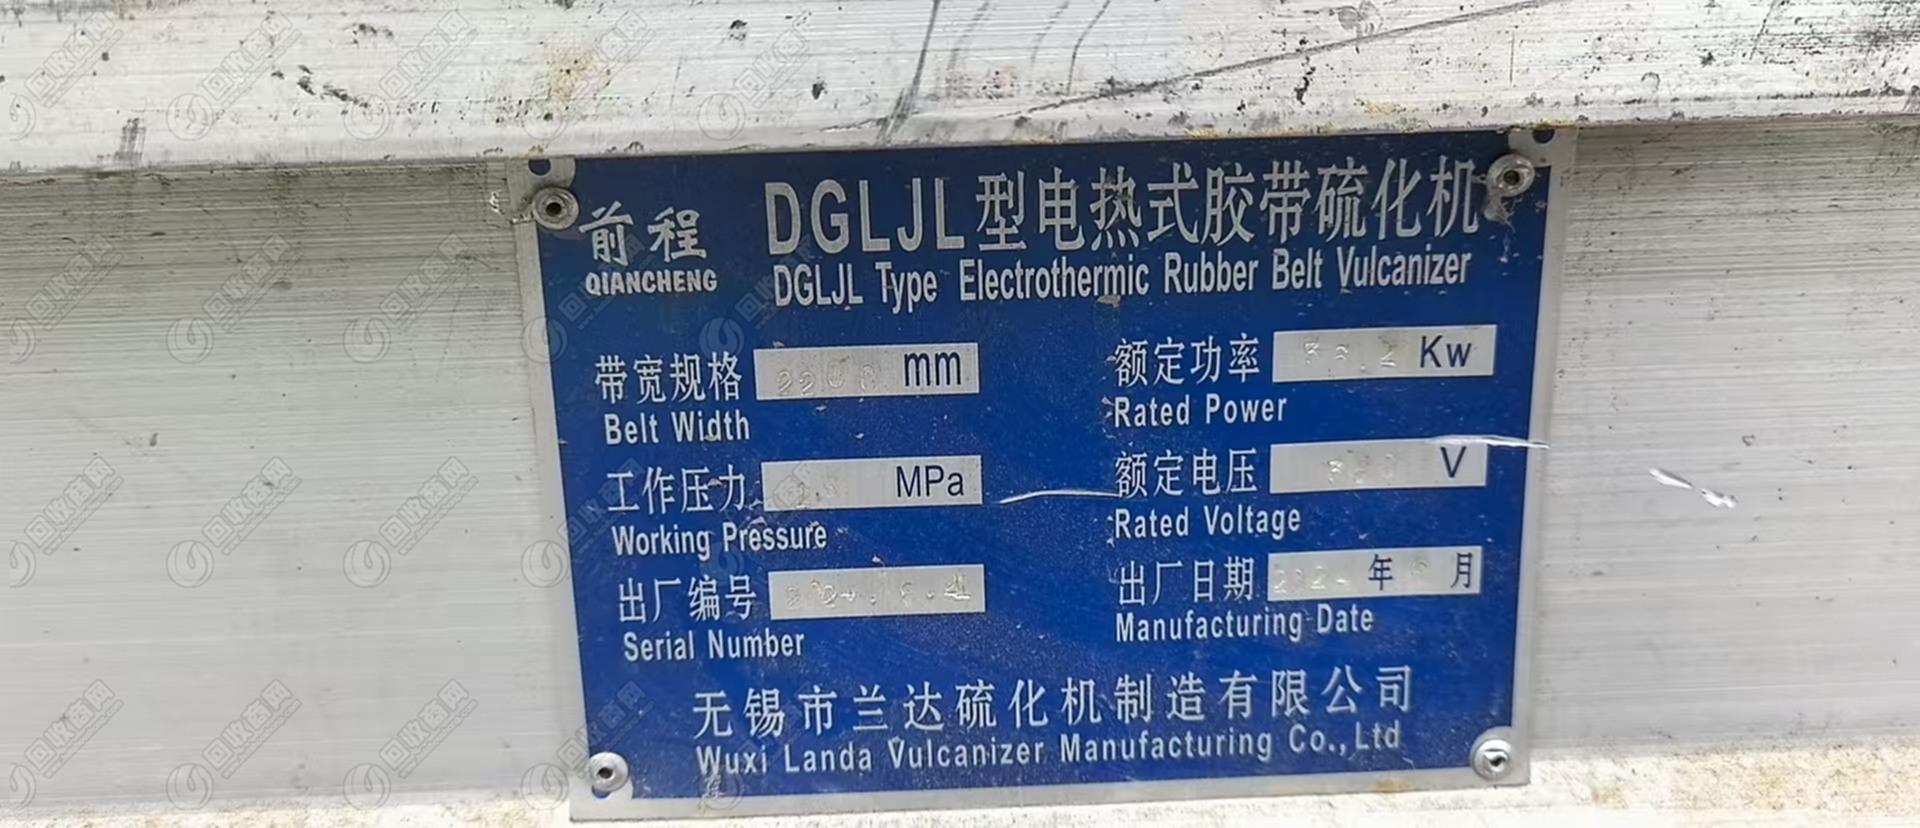 前程
QIANCHENG
DGLJL型电热式胶带硫化机
DGLJL Type Electrothermic Rubber Belt Vulcanizer
带宽规格 mm
Belt Width
额定功率 Kw
Rated Power
工作压力 MPa
Working Pressure
额定电压 V
Rated Voltage
出厂编号
Serial Number
出厂日期 年 月
Manufacturing Date
无锡市兰达硫化机制造有限公司
Wuxi Landa Vulcanizer Manufacturing Co.,Ltd
回收商网